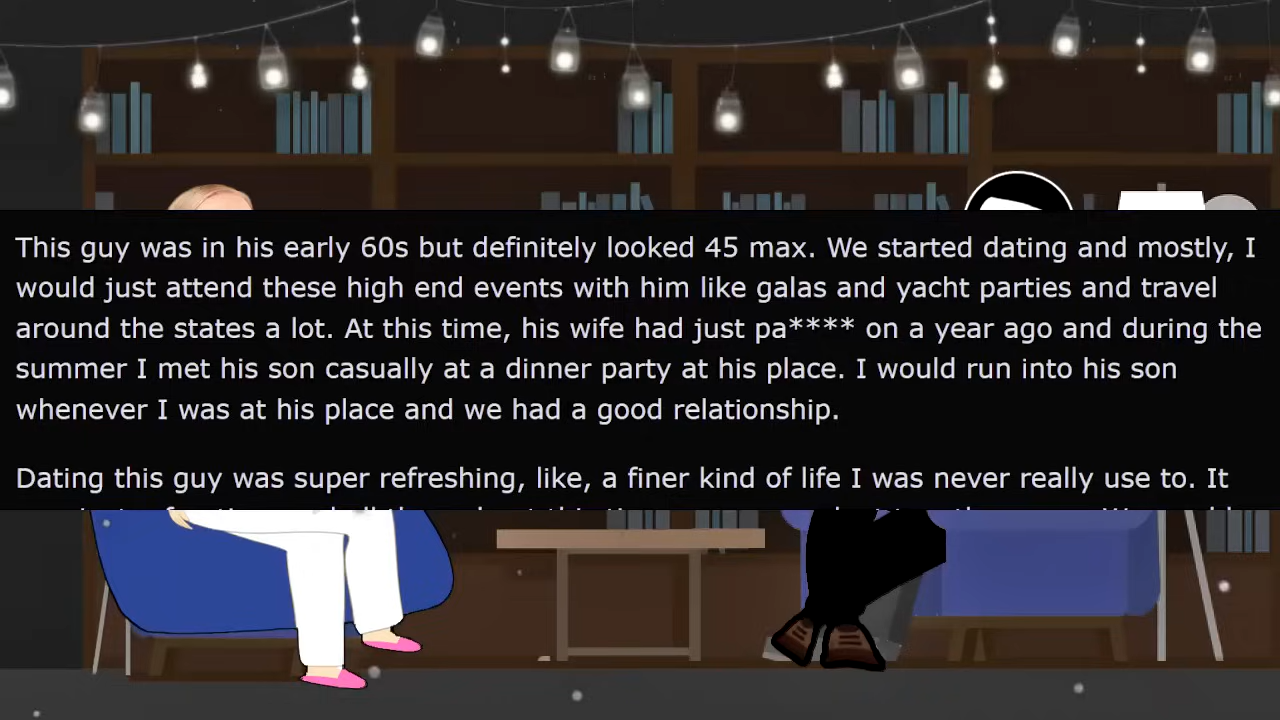 This guy was in his early 60s but definitely looked 45 max. We started dating and mostly, I
would just attend these high end events with him like galas and yacht parties and travel
around the states a lot. At this time, his wife had just pa**** on a year ago and during the
summer I met his son casually at a dinner party at his place. I would run into his son
whenever I was at his place and we had a good relationship.
Dating this guy was super refreshing, like, a finer kind of life I was never really use to. It